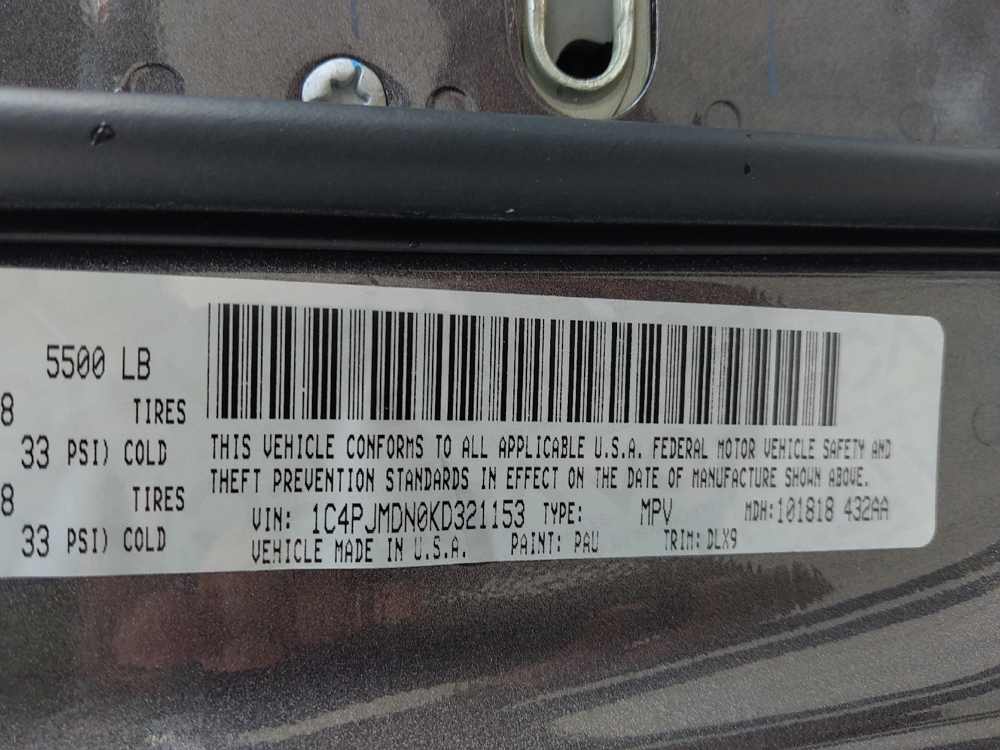 5500 LB
8 TIRES
33 PSI) COLD
8 TIRES
33 PSI) COLD
THIS VEHICLE CONFORMS TO ALL APPLICABLE U.S.A. FEDERAL MOTOR VEHICLE SAFETY AND
THEFT PREVENTION STANDARDS IN EFFECT ON THE DATE OF MANUFACTURE SHOWN ABOVE.
VIN: 1C4PJMDN0KD321153 TYPE: MPV MDH:101818 432AA
VEHICLE MADE IN U.S.A. PAINT: PAU TRIM:DLX9